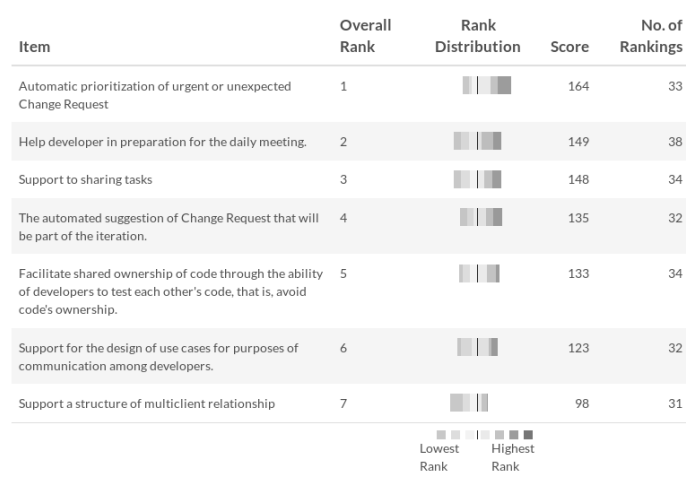 Item
Overall
Rank
Rank
Distribution
Score
No. of
Rankings
Automatic prioritization of urgent or unexpected
Change Request
1
164
33
Help developer in preparation for the daily meeting.
2
149
38
Support to sharing tasks
3
148
34
The automated suggestion of Change Request that will
be part of the iteration.
4
135
32
Facilitate shared ownership of code through the ability
of developers to test each other's code, that is, avoid
code's ownership.
5
133
34
Support for the design of use cases for purposes of
communication among developers.
6
123
32
Support a structure of multiclient relationship
7
98
31
Lowest
Rank
Highest
Rank